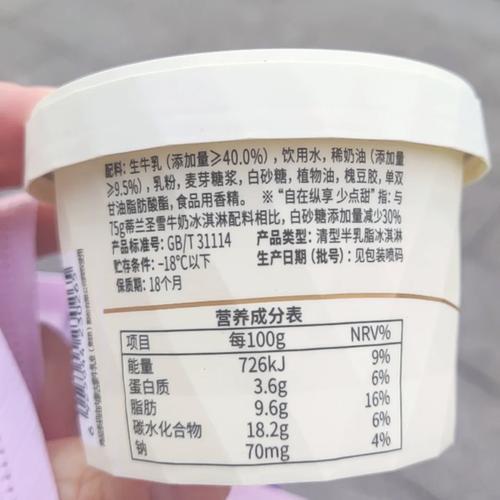 配料: 生牛乳（添加量≥40.0%）, 饮用水, 稀奶油（添加量
≥9.5%）, 乳粉, 麦芽糖浆, 白砂糖, 植物油, 槐豆胶, 单双
甘油脂肪酸酯, 食品用香精。 ※“自在纵享 少点甜”指: 与
75g蒂兰圣雪牛奶冰淇淋配料相比, 白砂糖添加量减少30%
产品标准号: GB/T 31114 产品类型: 清型半乳脂冰淇淋
贮存条件: -18℃以下 生产日期（批号）: 见包装喷码
保质期: 18个月
营养成分表
项目 每100g NRV%
能量 726kJ 9%
蛋白质 3.6g 6%
脂肪 9.6g 16%
碳水化合物 18.2g 6%
钠 70mg 4%